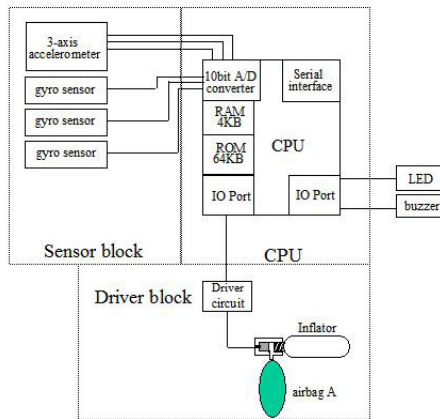 3-axis
accelerometer
gyro sensor
gyro sensor
gyro sensor
Sensor block
10bit A/D
converter
Serial
interface
RAM
4KB
ROM
64KB
CPU
IO Port
IO Port
CPU
LED
buzzer
Driver block
Driver
circuit
Inflator
airbag A